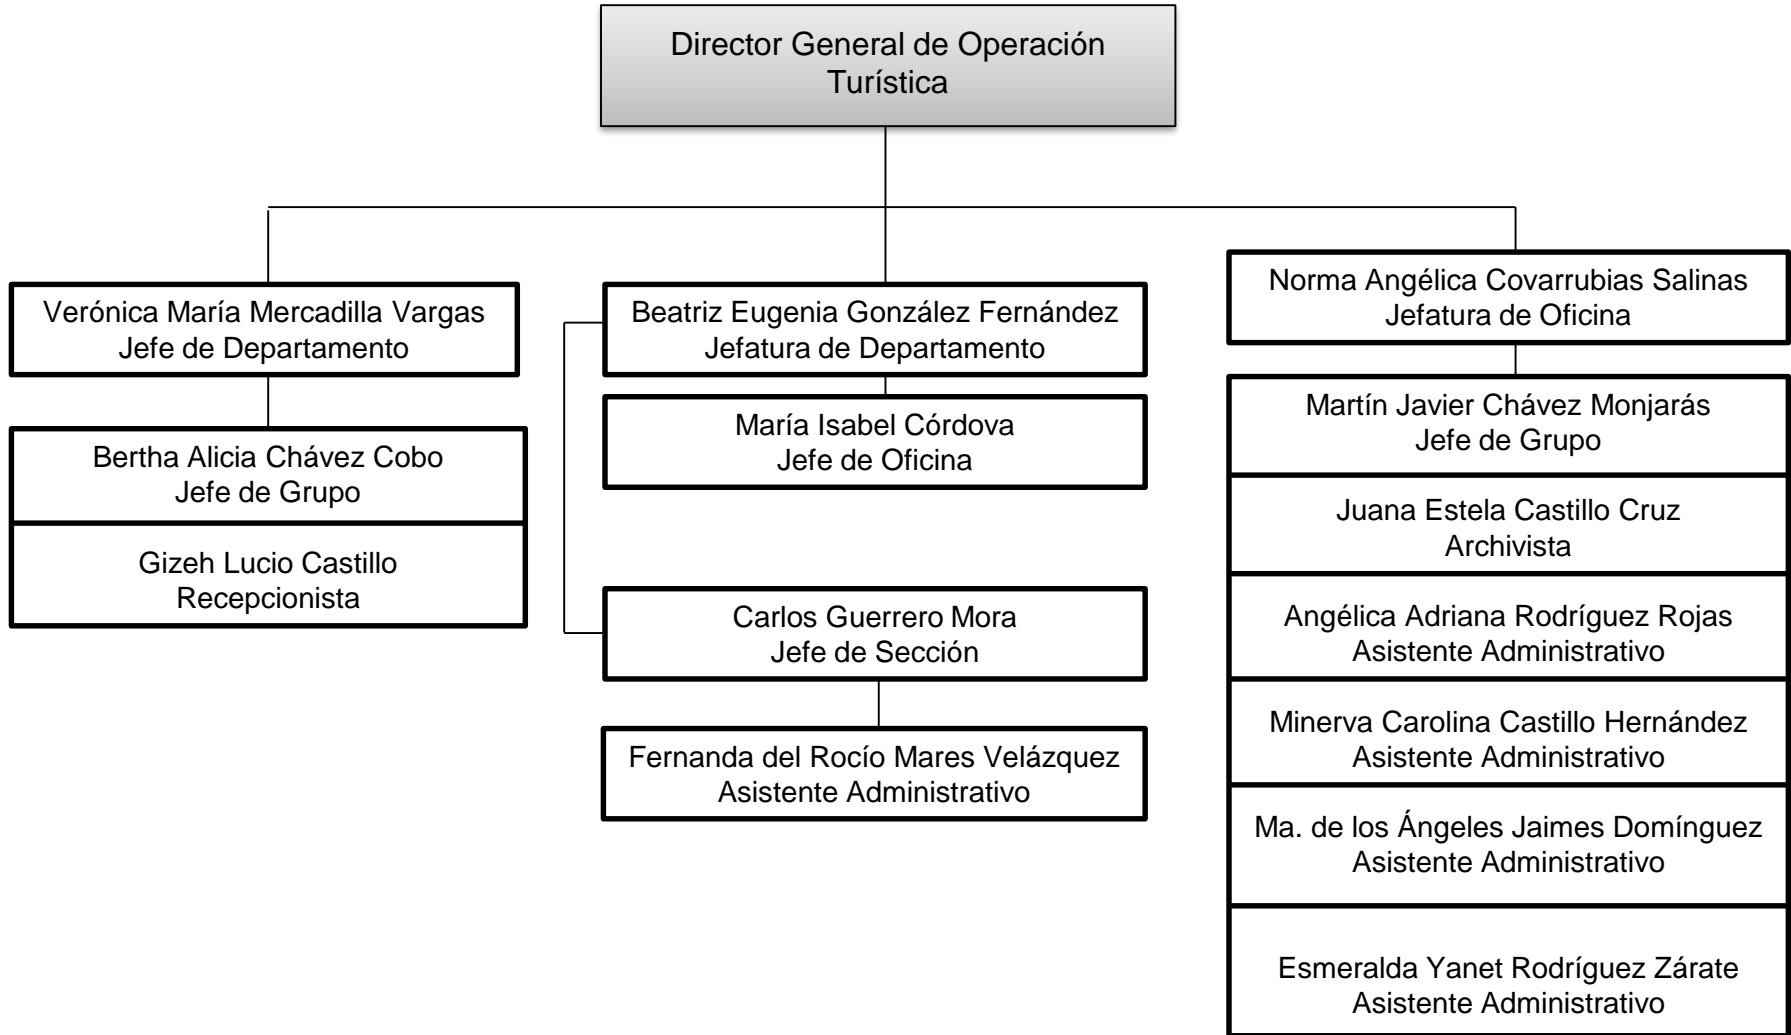 Director General de Operación
Turística
Verónica María Mercadilla Vargas
Jefe de Departamento
Bertha Alicia Chávez Cobo
Jefe de Grupo
Gizeh Lucio Castillo
Recepcionista
Beatriz Eugenia González Fernández
Jefatura de Departamento
María Isabel Córdova
Jefe de Oficina
Carlos Guerrero Mora
Jefe de Sección
Fernanda del Rocío Mares Velázquez
Asistente Administrativo
Norma Angélica Covarrubias Salinas
Jefatura de Oficina
Martín Javier Chávez Monjarás
Jefe de Grupo
Juana Estela Castillo Cruz
Archivista
Angélica Adriana Rodríguez Rojas
Asistente Administrativo
Minerva Carolina Castillo Hernández
Asistente Administrativo
Ma. de los Ángeles Jaimes Domínguez
Asistente Administrativo
Esmeralda Yanet Rodríguez Zárate
Asistente Administrativo